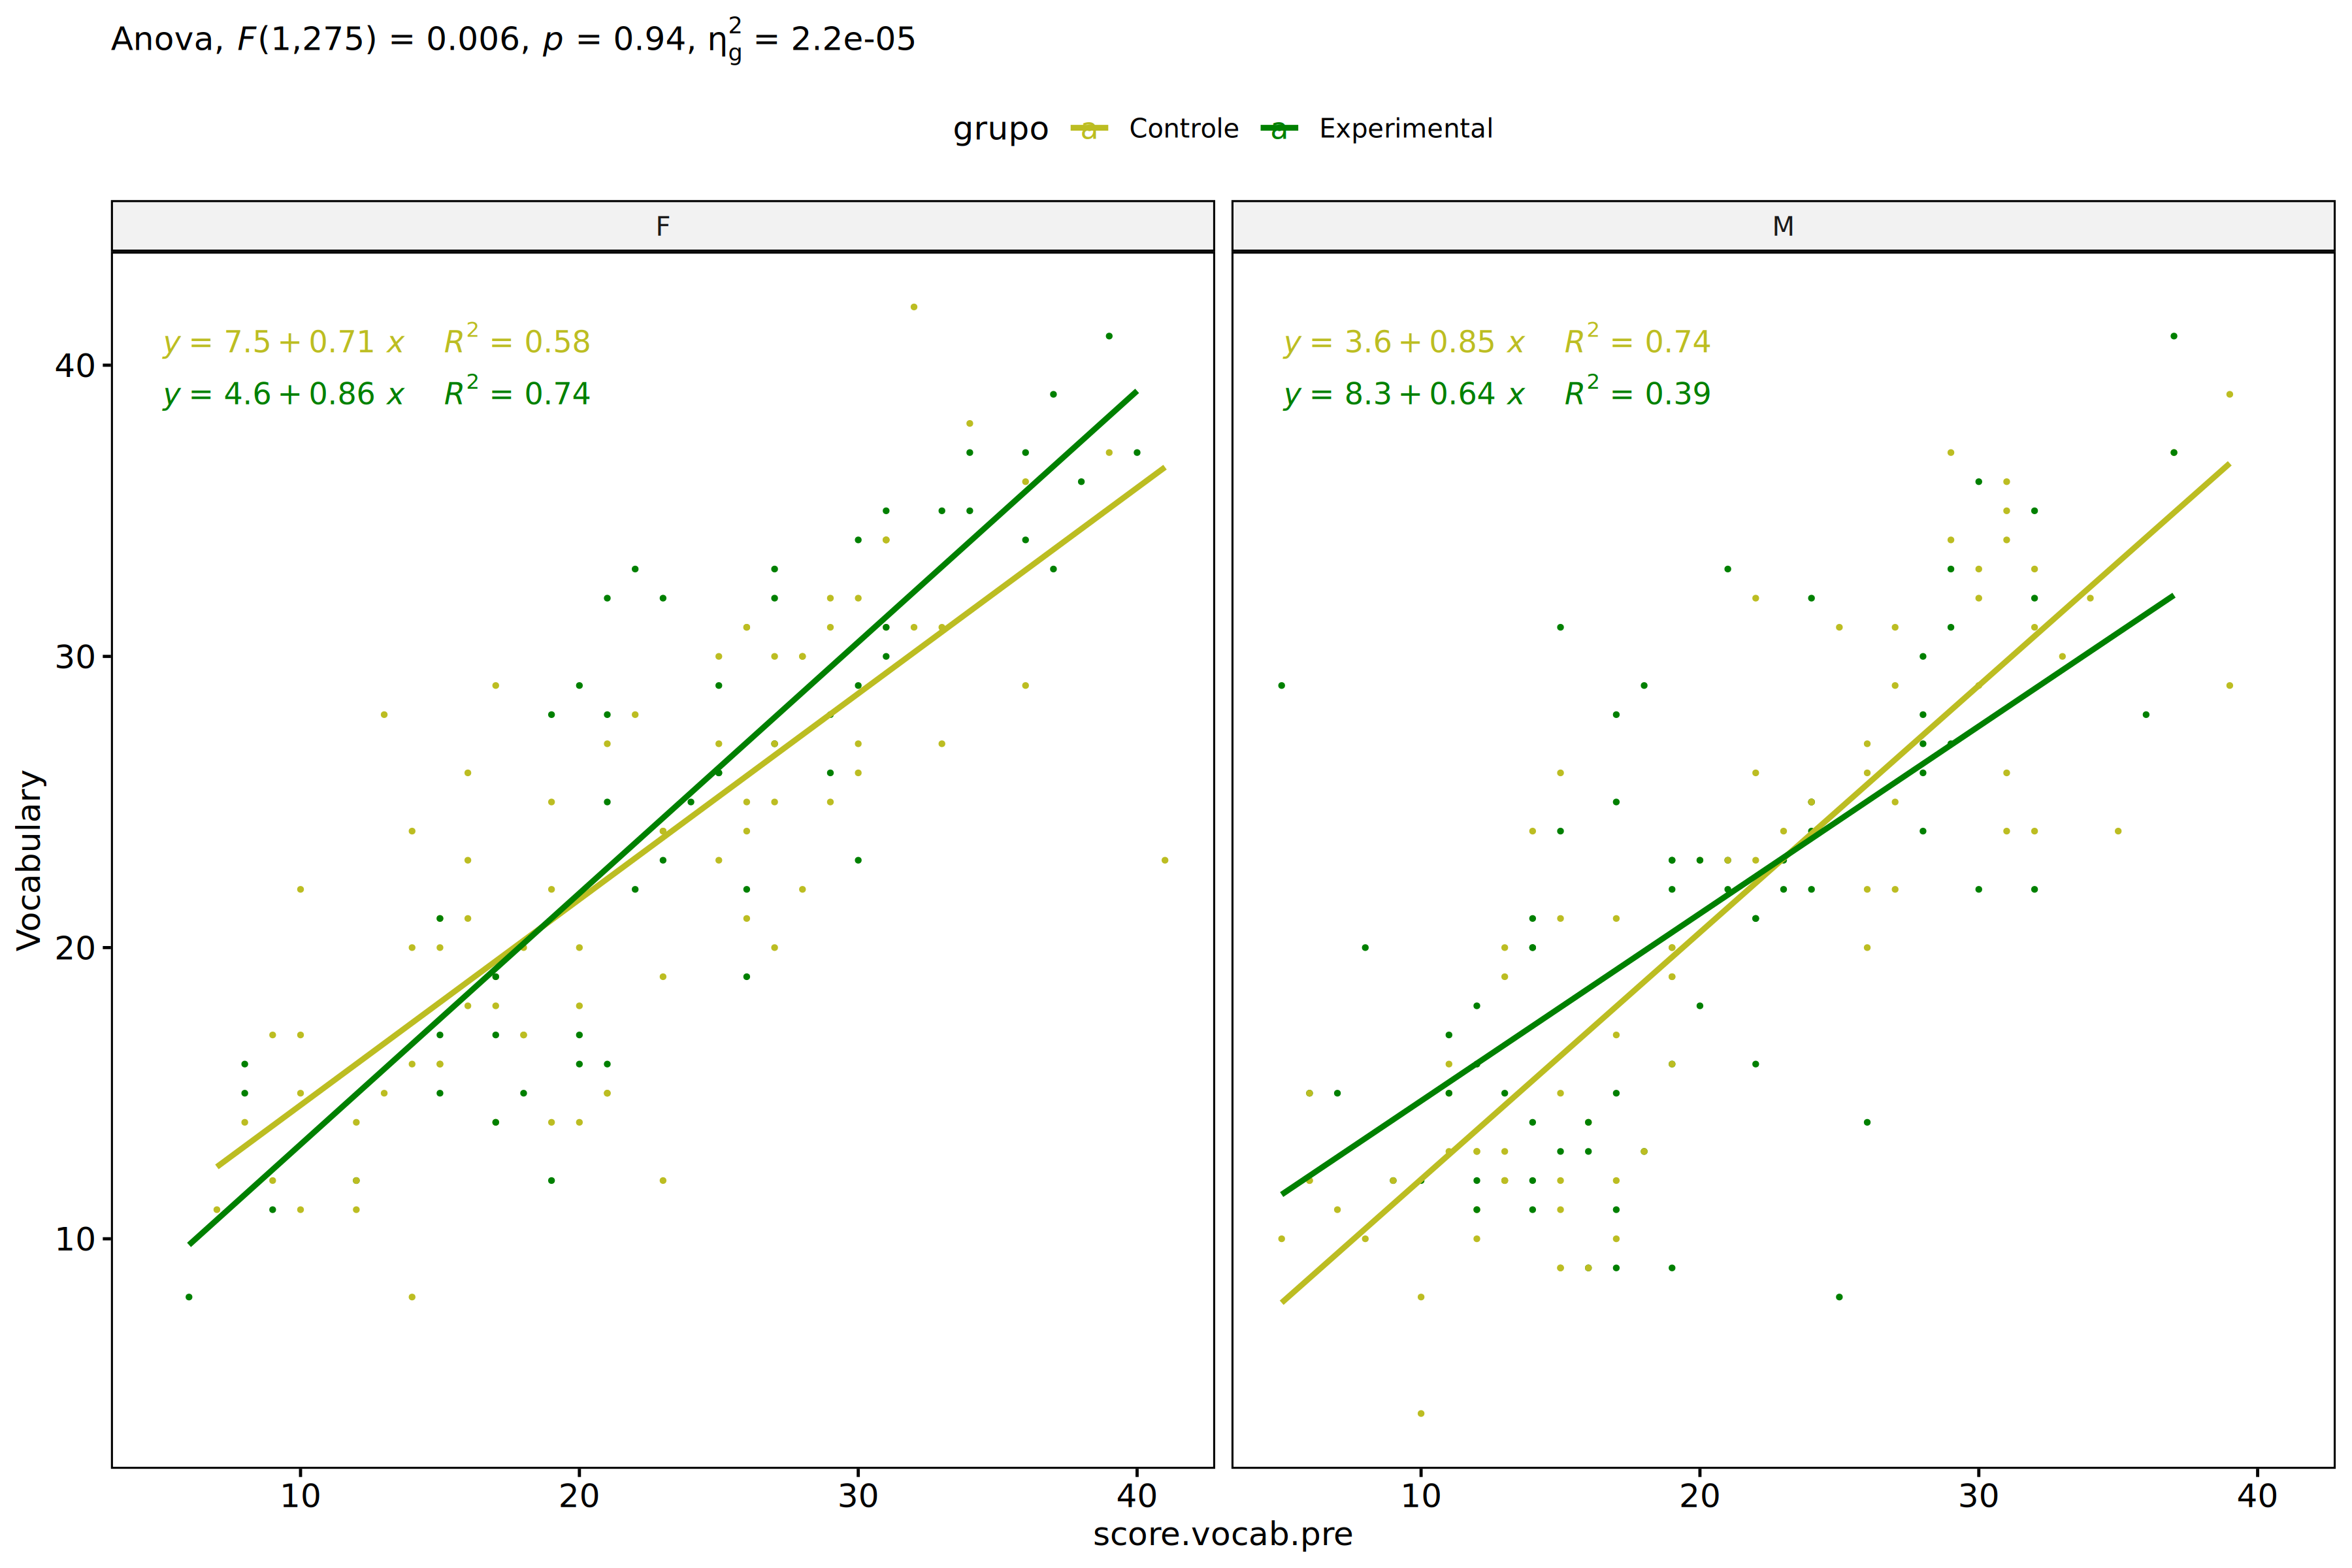 Anova, F(1,275) = 0.006, p = 0.94, η²g = 2.2e-05
grupo a Controle a Experimental
F
M
y = 7.5 + 0.71 x R² = 0.58
y = 4.6 + 0.86 x R² = 0.74
y = 3.6 + 0.85 x R² = 0.74
y = 8.3 + 0.64 x R² = 0.39
40
30
20
10
Vocabulary
10 20 30 40
10 20 30 40
score.vocab.pre